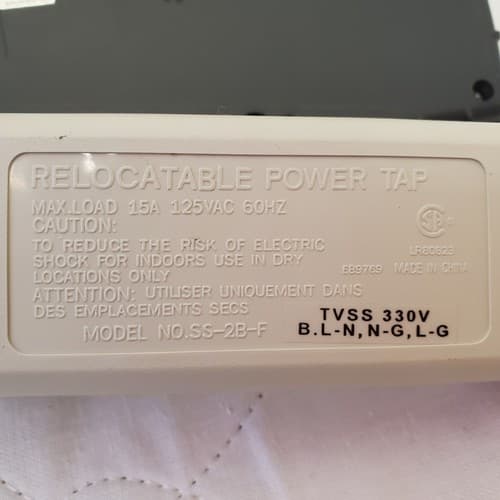 RELOCATABLE POWER TAP
MAX.LOAD 15A 125VAC 60HZ
CAUTION:
TO REDUCE THE RISK OF ELECTRIC
SHOCK FOR INDOORS USE IN DRY
LOCATIONS ONLY
ATTENTION: UTILISER UNIQUEMENT DANS
DES EMPLACEMENTS SECS
MODEL NO.SS-2B-F
LR80823
E89769 MADE IN CHINA
TVSS 330V
B.L-N,N-G,L-G